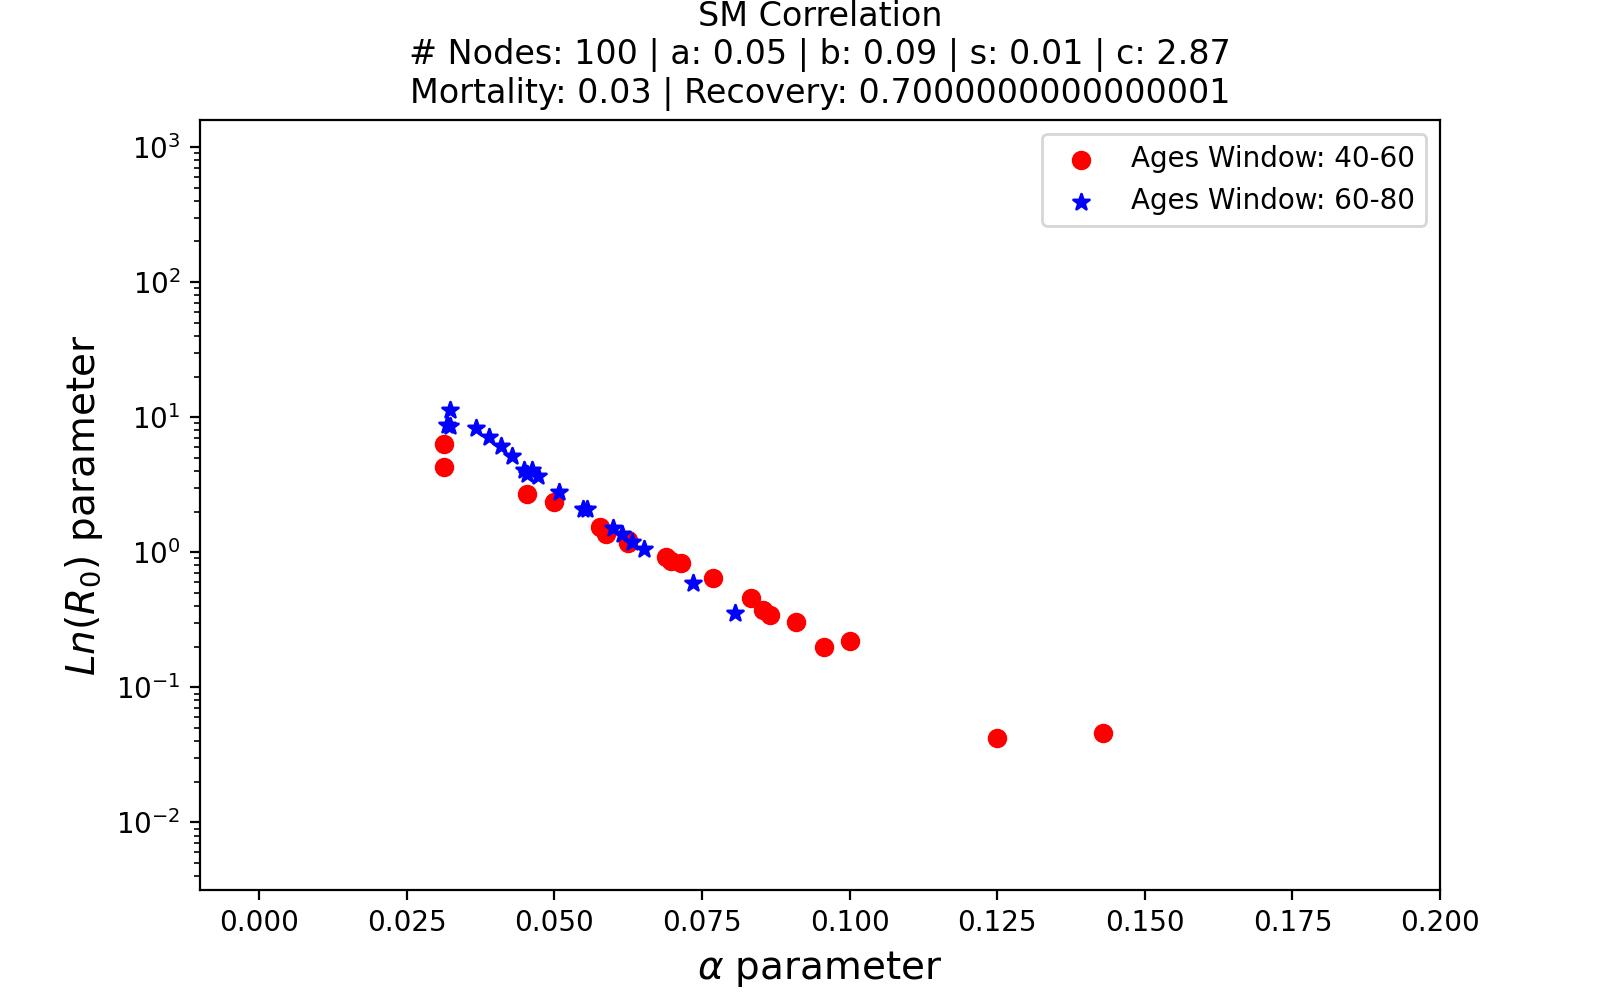 SM Correlation
# Nodes: 100 | a: 0.05 | b: 0.09 | s: 0.01 | c: 2.87
Mortality: 0.03 | Recovery: 0.7000000000000001
Ages Window: 40-60
Ages Window: 60-80
10³
10²
10¹
10⁰
10⁻¹
10⁻²
Ln(R₀) parameter
0.000 0.025 0.050 0.075 0.100 0.125 0.150 0.175 0.200
α parameter